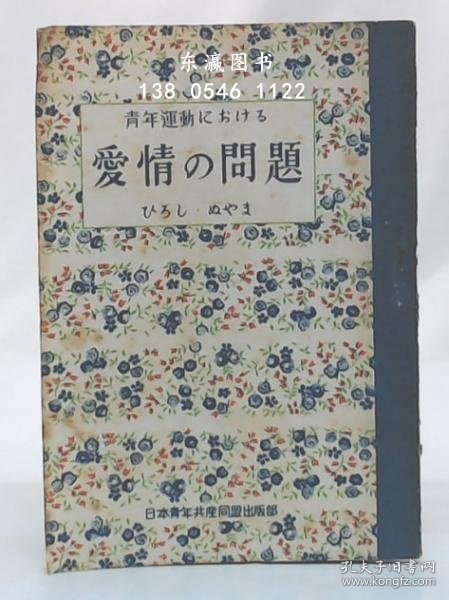 东瀛图书
138 0546 1122
青年運動における
愛情の問題
ひろし・ぬやま
日本青年共産同盟出版部
孔夫子旧书网
www.kongfz.com